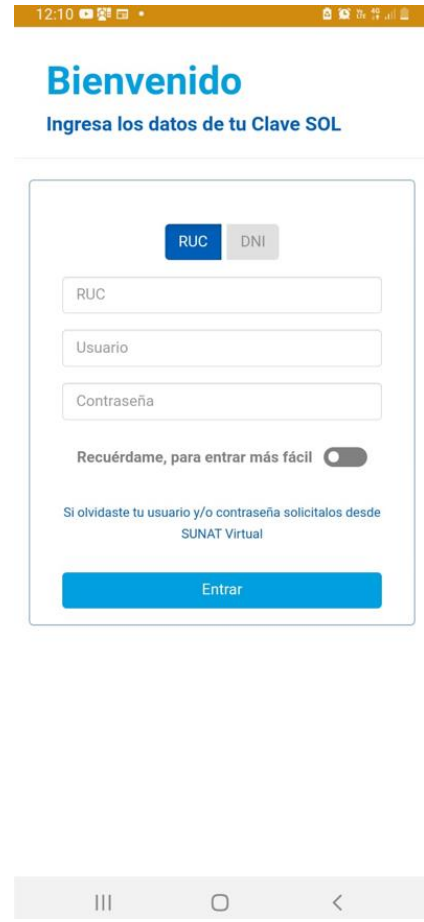 12:10
Bienvenido
Ingresa los datos de tu Clave SOL
RUC DNI
RUC
Usuario
Contraseña
Recuérdame, para entrar más fácil
Si olvidaste tu usuario y/o contraseña solicitalos desde
SUNAT Virtual
Entrar